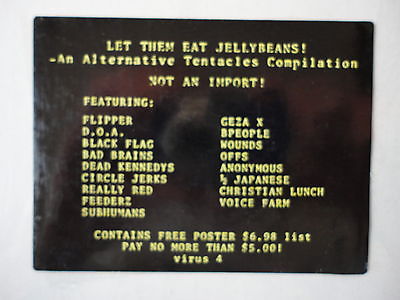 LET THEM EAT JELLYBEANS!
-An Alternative Tentacles Compilation
NOT AN IMPORT!
FEATURING:
FLIPPER
D.O.A.
BLACK FLAG
BAD BRAINS
DEAD KENNEDYS
CIRCLE JERKS
REALLY RED
FEEDERZ
SUBHUMANS
GEZA X
BPEOPLE
WOUNDS
OFFS
ANONYMOUS
½ JAPANESE
CHRISTIAN LUNCH
VOICE FARM
CONTAINS FREE POSTER $6.98 list
PAY NO MORE THAN $5.00!
virus 4